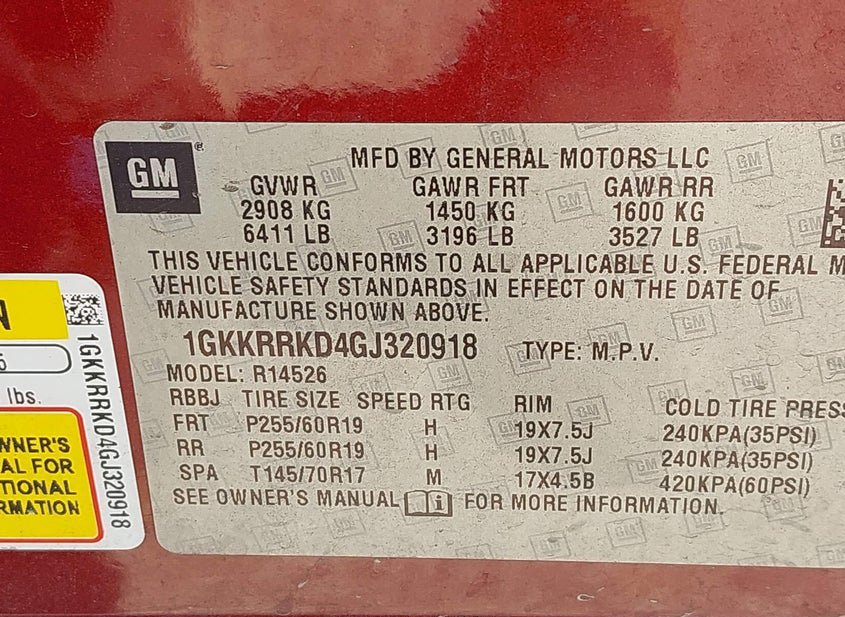 GM
MFD BY GENERAL MOTORS LLC
GVWR GAWR FRT GAWR RR
2908 KG 1450 KG 1600 KG
6411 LB 3196 LB 3527 LB
THIS VEHICLE CONFORMS TO ALL APPLICABLE U.S. FEDERAL M
VEHICLE SAFETY STANDARDS IN EFFECT ON THE DATE OF
MANUFACTURE SHOWN ABOVE.
1GKKRRKD4GJ320918 TYPE: M.P.V.
MODEL: R14526
RBBJ TIRE SIZE SPEED RTG RIM COLD TIRE PRESS
FRT P255/60R19 H 19X7.5J 240KPA(35PSI)
RR P255/60R19 H 19X7.5J 240KPA(35PSI)
SPA T145/70R17 M 17X4.5B 420KPA(60PSI)
SEE OWNER'S MANUAL i FOR MORE INFORMATION.
N
lbs.
WNER'S
AL FOR
TIONAL
RMATION
1GKKRRKD4GJ320918